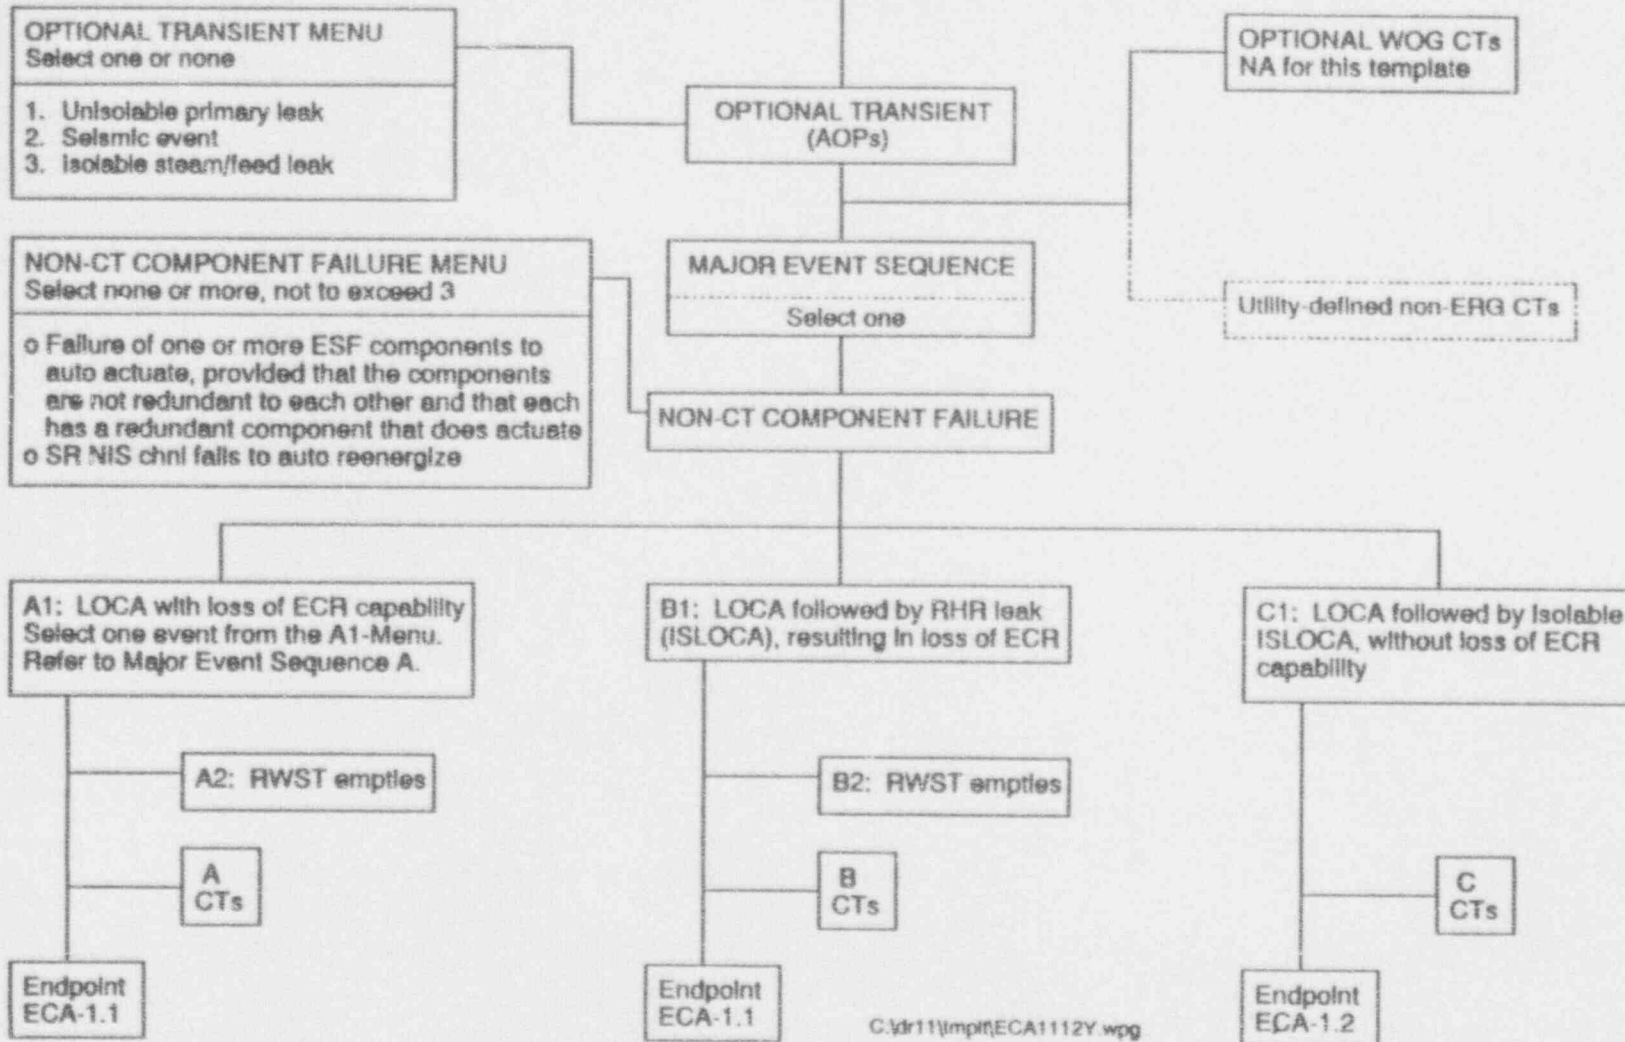 OPTIONAL TRANSIENT MENU
Select one or none
1. Unisolable primary leak
2. Seismic event
3. Isolable steam/feed leak
OPTIONAL TRANSIENT
(AOPs)
OPTIONAL WOG CTs
NA for this template
NON-CT COMPONENT FAILURE MENU
Select none or more, not to exceed 3
o Failure of one or more ESF components to
auto actuate, provided that the components
are not redundant to each other and that each
has a redundant component that does actuate
o SR NIS chnl fails to auto reenergize
MAJOR EVENT SEQUENCE
Select one
Utility-defined non-ERG CTs
NON-CT COMPONENT FAILURE
A1: LOCA with loss of ECR capability
Select one event from the A1-Menu.
Refer to Major Event Sequence A.
B1: LOCA followed by RHR leak
(ISLOCA), resulting in loss of ECR
C1: LOCA followed by Isolable
ISLOCA, without loss of ECR
capability
A2: RWST empties
B2: RWST empties
A
CTs
B
CTs
C
CTs
Endpoint
ECA-1.1
Endpoint
ECA-1.1
Endpoint
ECA-1.2
C:\dr11\Implf\ECA1112Y.wpg